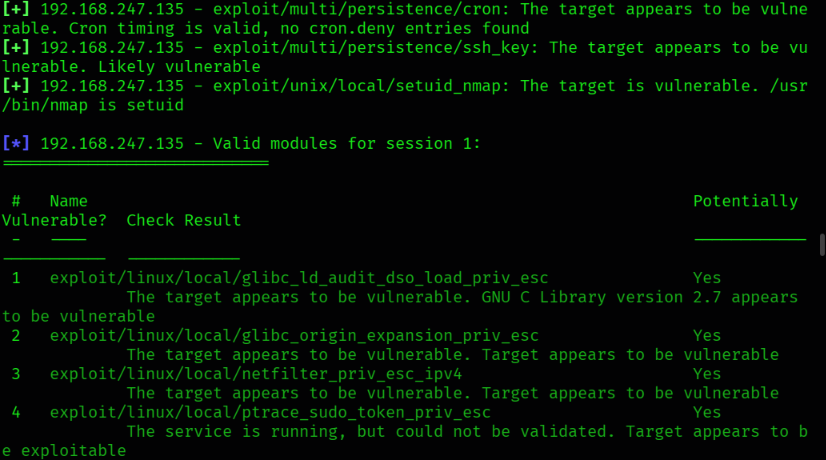 [+] 192.168.247.135 - exploit/multi/persistence/cron: The target appears to be vulne
rable. Cron timing is valid, no cron.deny entries found
[+] 192.168.247.135 - exploit/multi/persistence/ssh_key: The target appears to be vu
lnerable. Likely vulnerable
[+] 192.168.247.135 - exploit/unix/local/setuid_nmap: The target is vulnerable. /usr
/bin/nmap is setuid
[*] 192.168.247.135 - Valid modules for session 1:
============================
# Name Potentially
Vulnerable? Check Result
- ---- -----------
----------- ------------
1 exploit/linux/local/glibc_ld_audit_dso_load_priv_esc Yes
The target appears to be vulnerable. GNU C Library version 2.7 appears
to be vulnerable
2 exploit/linux/local/glibc_origin_expansion_priv_esc Yes
The target appears to be vulnerable. Target appears to be vulnerable
3 exploit/linux/local/netfilter_priv_esc_ipv4 Yes
The target appears to be vulnerable. Target appears to be vulnerable
4 exploit/linux/local/ptrace_sudo_token_priv_esc Yes
The service is running, but could not be validated. Target appears to b
e exploitable